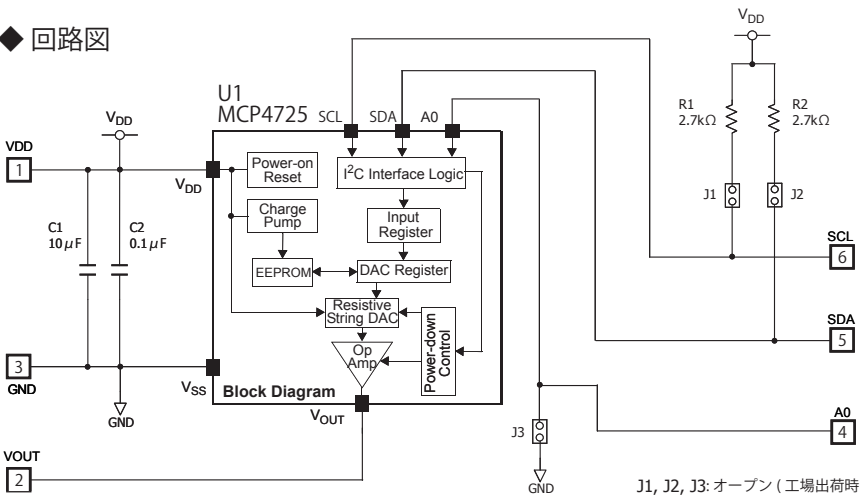 ◆ 回路図
VDD
U1
MCP4725
SCL
SDA
A0
VDD
R1
2.7kΩ
R2
2.7kΩ
VDD
1
VDD
Power-on
Reset
I²C Interface Logic
J1
J2
C1
10μF
C2
0.1μF
Charge
Pump
Input
Register
SCL
6
EEPROM
DAC Register
Resistive
String DAC
Op
Amp
Power-down
Control
SDA
5
3
GND
VSS
Block Diagram
VOUT
GND
J3
A0
4
VOUT
2
GND
J1, J2, J3: オープン ( 工場出荷時